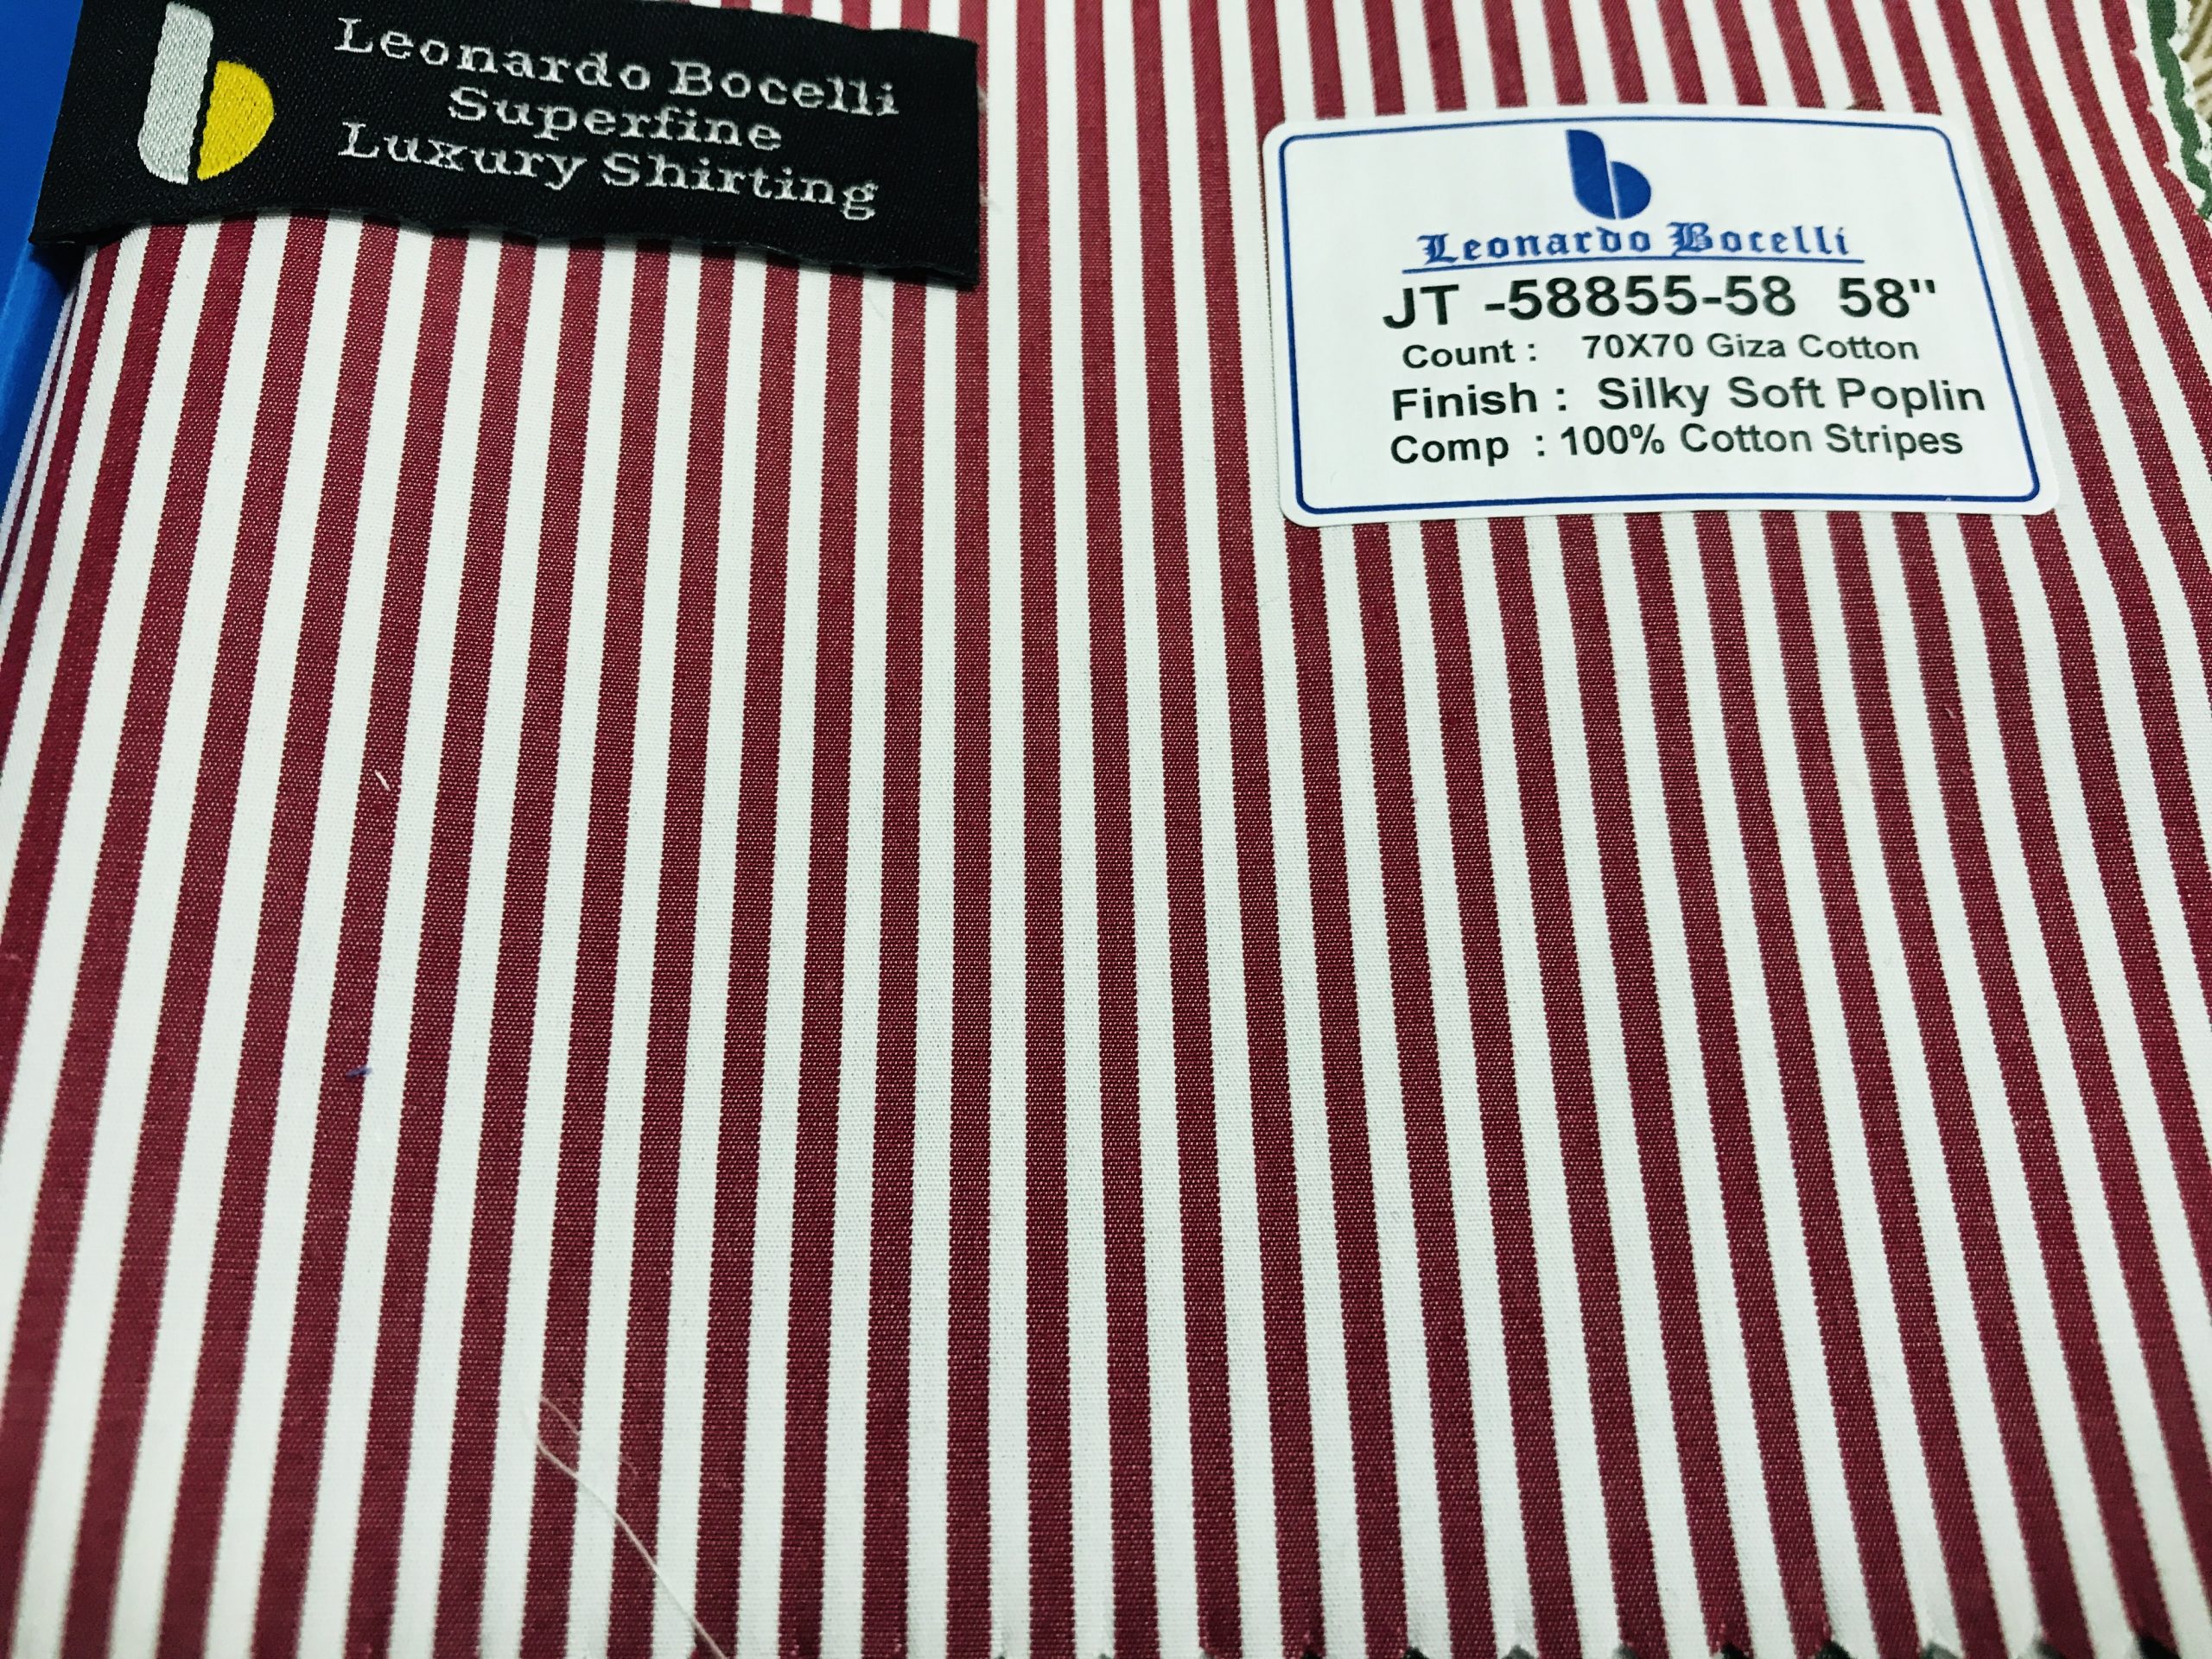 Leonardo Bocelli
Superfine
Luxury Shirting
b
Leonardo Bocelli
JT -58855-58 58"
Count : 70X70 Giza Cotton
Finish : Silky Soft Poplin
Comp : 100% Cotton Stripes